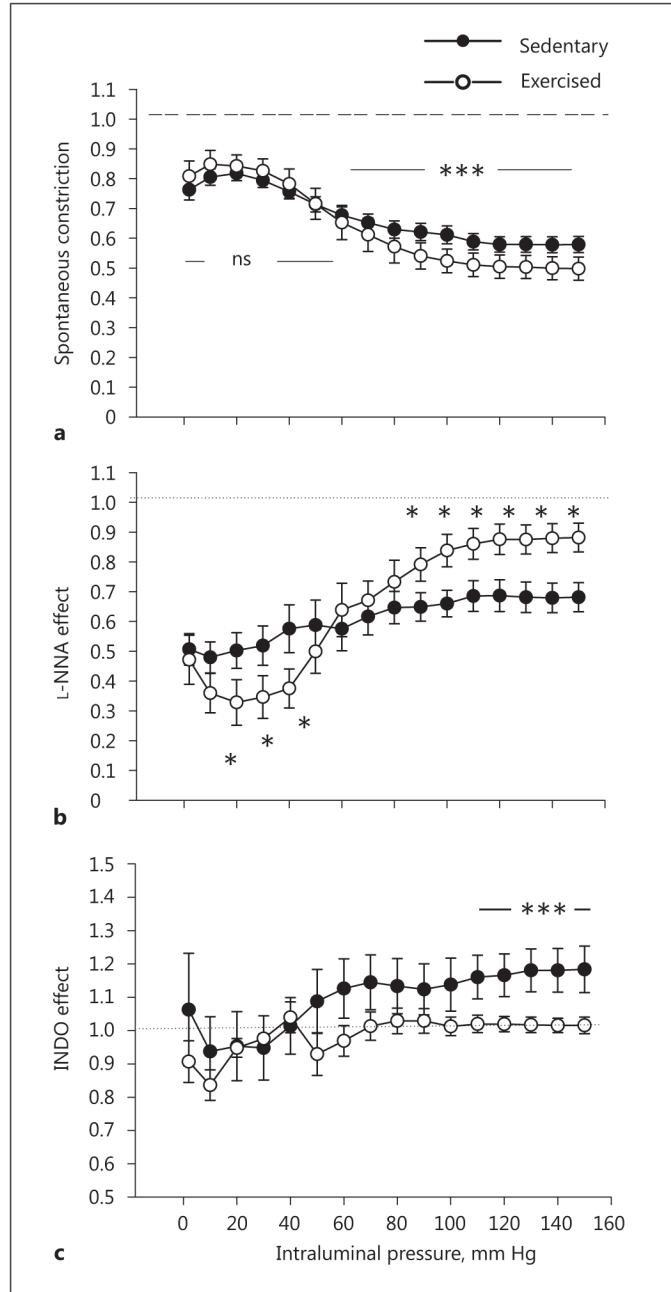 Sedentary
Exercised
1.1
1.0
0.9
0.8
0.7
0.6
0.5
0.4
0.3
0.2
0.1
0
Spontaneous constriction
***
ns
a
1.1
1.0
0.9
0.8
0.7
0.6
0.5
0.4
0.3
0.2
0.1
0
L-NNA effect
* * * * * *
* * *
b
1.5
1.4
1.3
1.2
1.1
1.0
0.9
0.8
0.7
0.6
0.5
INDO effect
***
0 20 40 60 80 100 120 140 160
c
Intraluminal pressure, mm Hg